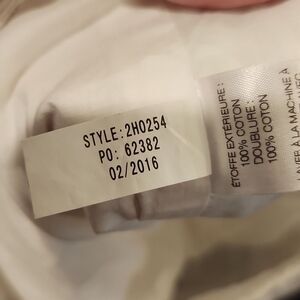 STYLE: 2H0254
PO: 62382
02/2016
ÉTOFFE EXTÉRIEURE :
100% COTON
DOUBLURE :
100% COTON
LAVER À LA MACHINE À